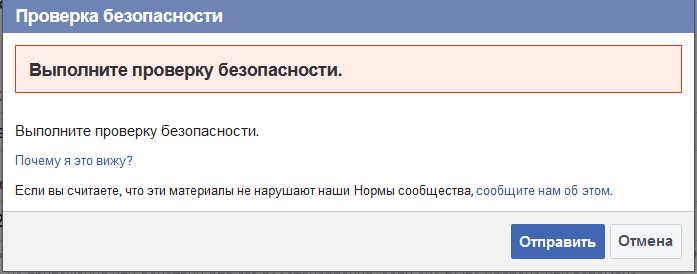 Проверка безопасности
Выполните проверку безопасности.
Выполните проверку безопасности.
Почему я это вижу?
Если вы считаете, что эти материалы не нарушают наши Нормы сообщества, сообщите нам об этом.
Отправить Отмена